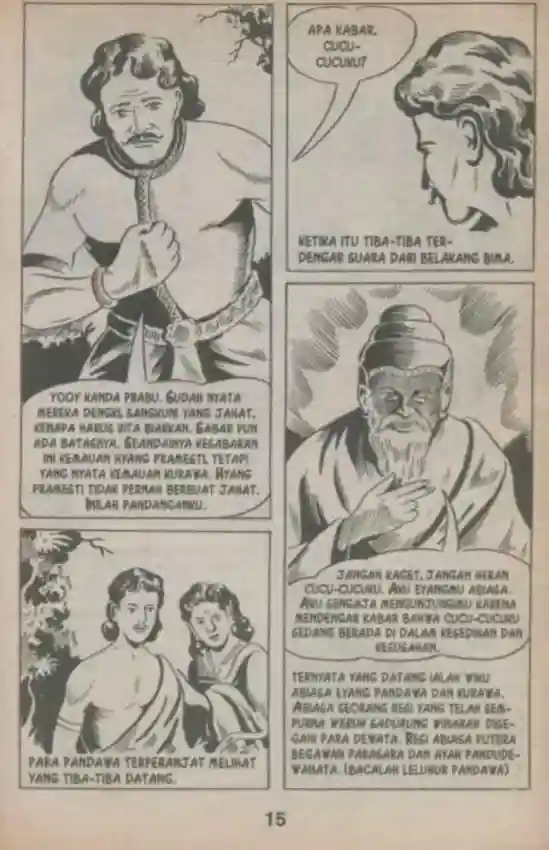 YOOY KANDA PRABU. SUDAH NYATA
MEREKA DENGKI, LANGKUNE YANG JAHAT.
KENAPA HARUS KITA BIARKAN. SABAR PUN
ADA BATASNYA. SEANDAINYA KESABARAN
INI KEMAUAN HYANG PRAMESTI, TETAPI
YANG NYATA KEMAUAN KURAWA. HYANG
PRAMESTI TIDAK PERNAH BERBUAT JAHAT.
INILAH PANDANGANKU.
APA KABAR,
CUCU-
CUCUKU?
KETIKA ITU TIBA-TIBA TER-
DENGAR SUARA DARI BELAKANG BIMA.
PARA PANDAWA TERPERANJAT MELIHAT
YANG TIBA-TIBA DATANG.
JANGAN KAGET, JANGAN HERAN
CUCU-CUCUKU. AKU EYANGMU ABIASA.
AKU SENGAJA MENGUNJUNGIMU KARENA
MENDENGAR KABAR BAHWA CUCU-CUCUKU
SEDANG BERADA DI DALAM KESEDIHAN DAN
KESUSAHAN.
TERNYATA YANG DATANG IALAH WIKU
ABIASA EYANG PANDAWA DAN KURAWA.
ABIASA SEORANG RESI YANG TELAH SEM-
PURNA WERUH SADURUNG WINARAH DISE-
GANI PARA DEWATA. RESI ABIASA PUTERA
BEGAWAN PARASARA DAN AYAH PANDUDE-
WANATA. (BACALAH LELUHUR PANDAWA)
15